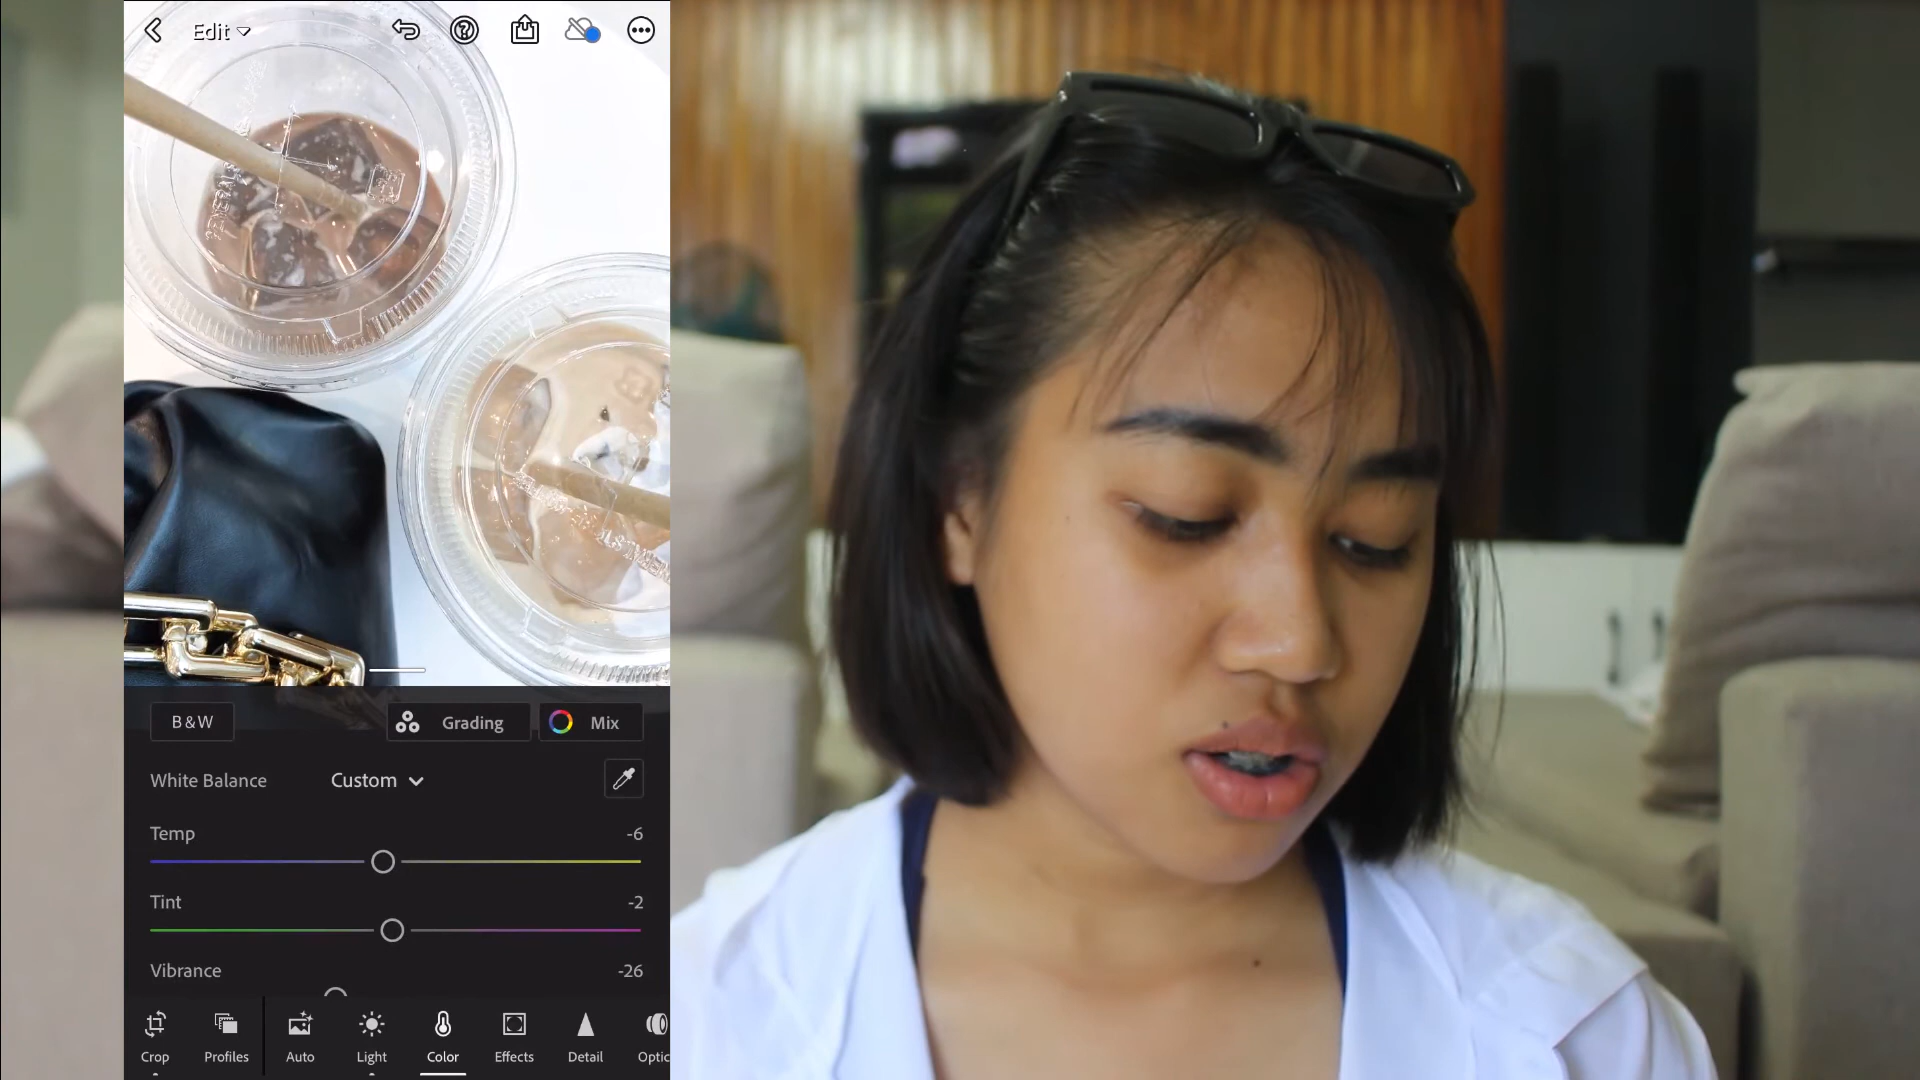 Edit
B&W
Grading
Mix
White Balance
Custom
Temp
-6
Tint
-2
Vibrance
-26
Crop
Profiles
Auto
Light
Color
Effects
Detail
Optic